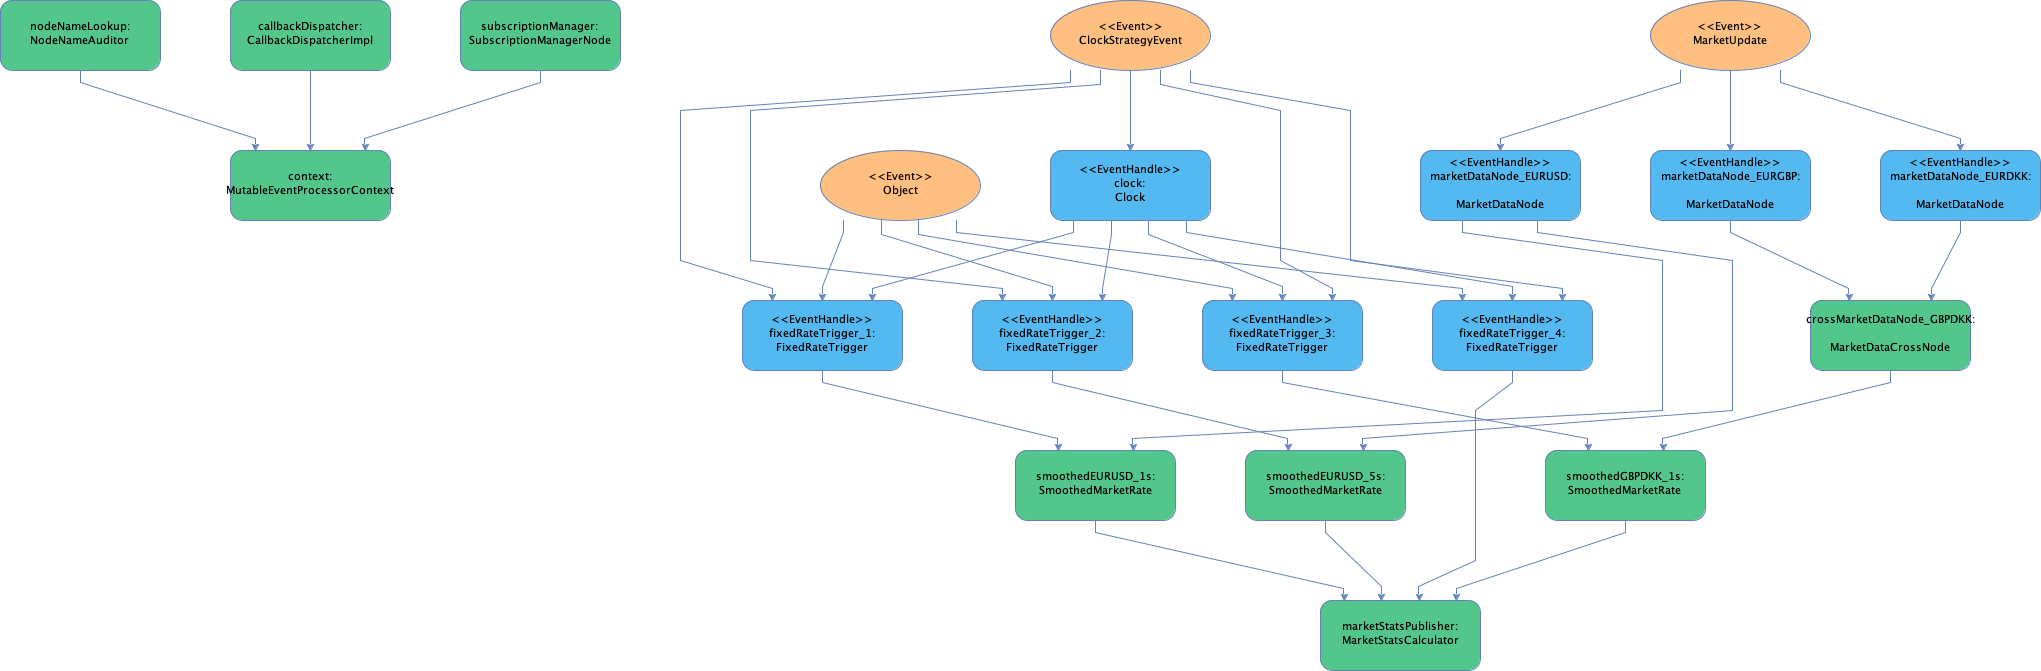 nodeNameLookup:
NodeNameAuditor
callbackDispatcher:
CallbackDispatcherImpl
subscriptionManager:
SubscriptionManagerNode
<<Event>>
ClockStrategyEvent
<<Event>>
MarketUpdate
context:
MutableEventProcessorContext
<<Event>>
Object
<<EventHandle>>
clock:
Clock
<<EventHandle>>
marketDataNode_EURUSD:
MarketDataNode
<<EventHandle>>
marketDataNode_EURGBP:
MarketDataNode
<<EventHandle>>
marketDataNode_EURDKK:
MarketDataNode
<<EventHandle>>
fixedRateTrigger_1:
FixedRateTrigger
<<EventHandle>>
fixedRateTrigger_2:
FixedRateTrigger
<<EventHandle>>
fixedRateTrigger_3:
FixedRateTrigger
<<EventHandle>>
fixedRateTrigger_4:
FixedRateTrigger
crossMarketDataNode_GBPDKK:
MarketDataCrossNode
smoothedEURUSD_1s:
SmoothedMarketRate
smoothedEURUSD_5s:
SmoothedMarketRate
smoothedGBPDKK_1s:
SmoothedMarketRate
marketStatsPublisher:
MarketStatsCalculator